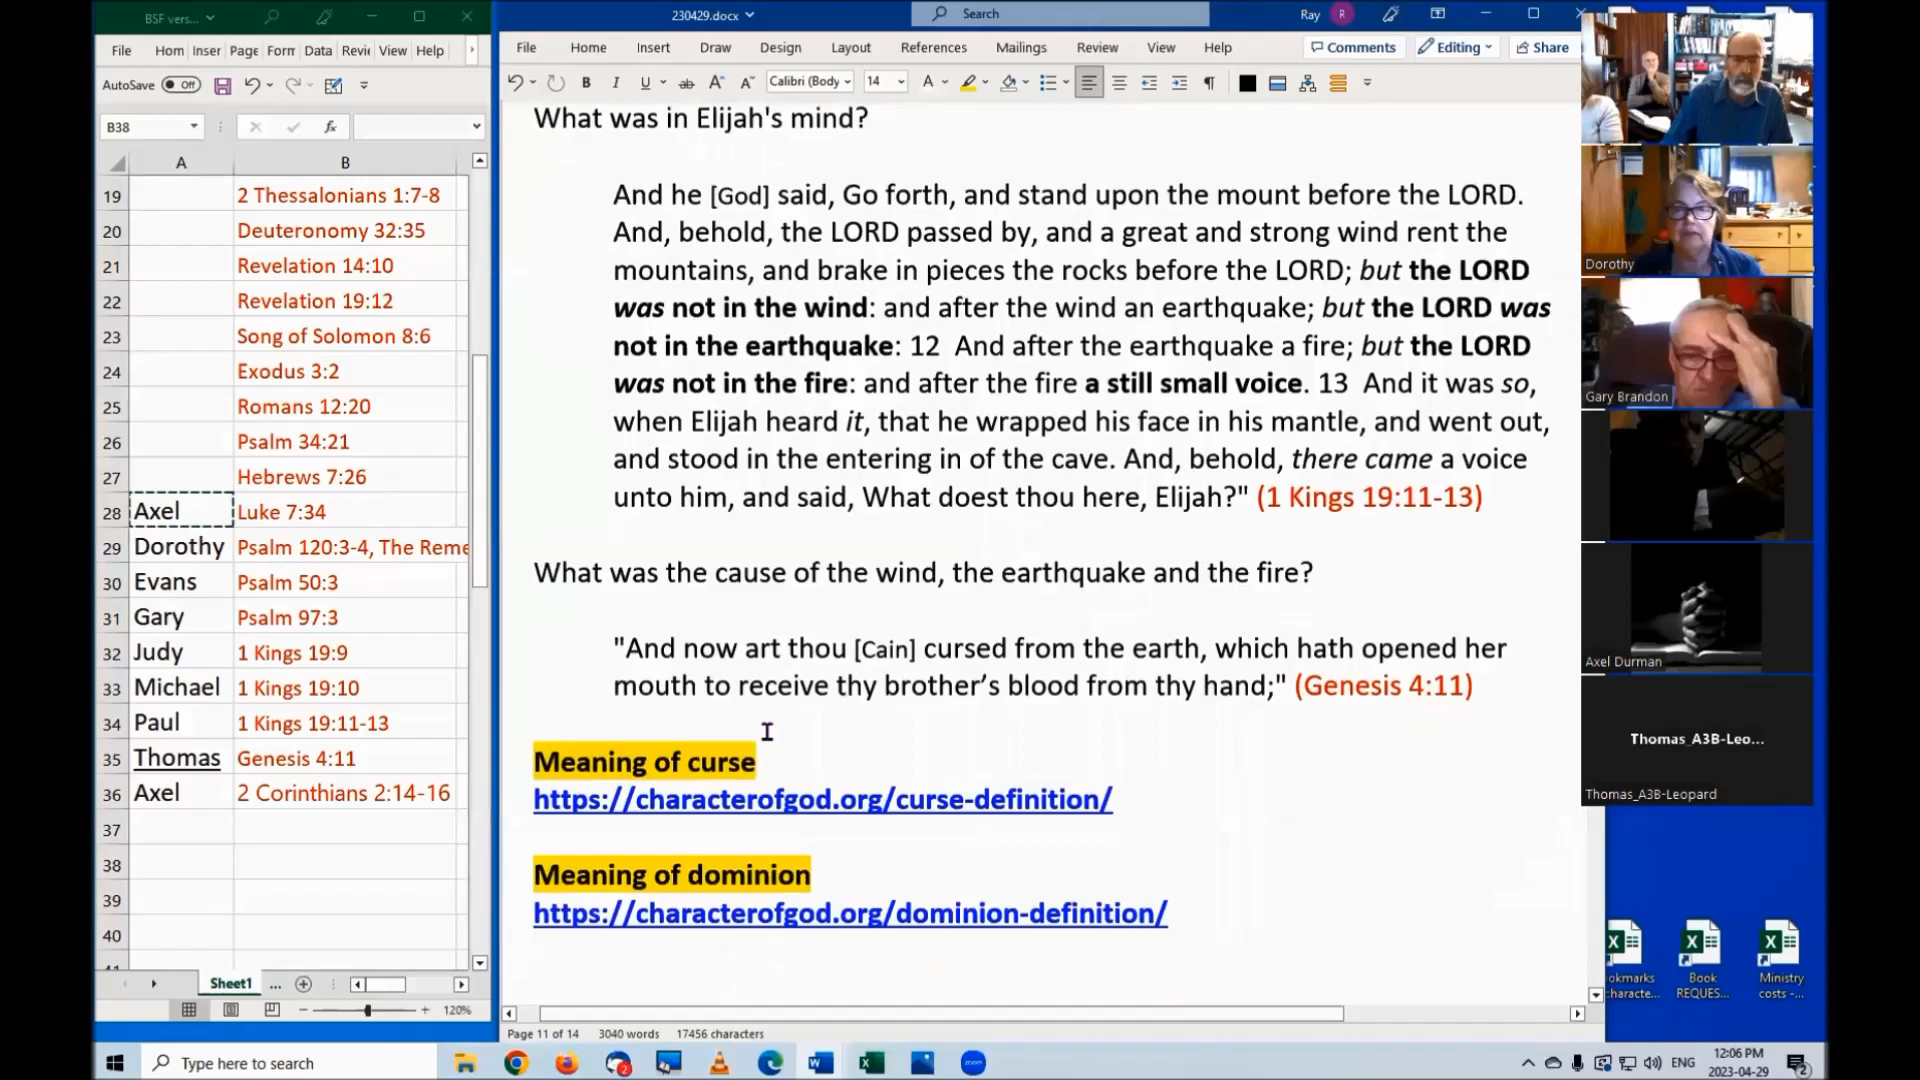 BSF vers...
File Hom Inser Page Forn Data Revi View Help
AutoSave Off
B38
A B
19 2 Thessalonians 1:7-8
20 Deuteronomy 32:35
21 Revelation 14:10
22 Revelation 19:12
23 Song of Solomon 8:6
24 Exodus 3:2
25 Romans 12:20
26 Psalm 34:21
27 Hebrews 7:26
28 Axel Luke 7:34
29 Dorothy Psalm 120:3-4, The Reme
30 Evans Psalm 50:3
31 Gary Psalm 97:3
32 Judy 1 Kings 19:9
33 Michael 1 Kings 19:10
34 Paul 1 Kings 19:11-13
35 Thomas Genesis 4:11
36 Axel 2 Corinthians 2:14-16
37
38
39
40
Sheet1 ...
120%
230429.docx Search Ray R
File Home Insert Draw Design Layout References Mailings Review View Help Comments Editing Share
Calibri (Body 14
What was in Elijah's mind?
And he [God] said, Go forth, and stand upon the mount before the LORD.
And, behold, the LORD passed by, and a great and strong wind rent the
mountains, and brake in pieces the rocks before the LORD; but the LORD
was not in the wind: and after the wind an earthquake; but the LORD was
not in the earthquake: 12 And after the earthquake a fire; but the LORD
was not in the fire: and after the fire a still small voice. 13 And it was so,
when Elijah heard it, that he wrapped his face in his mantle, and went out,
and stood in the entering in of the cave. And, behold, there came a voice
unto him, and said, What doest thou here, Elijah?" (1 Kings 19:11-13)
What was the cause of the wind, the earthquake and the fire?
"And now art thou [Cain] cursed from the earth, which hath opened her
mouth to receive thy brother’s blood from thy hand;" (Genesis 4:11)
Meaning of curse
https://characterofgod.org/curse-definition/
Meaning of dominion
https://characterofgod.org/dominion-definition/
Page 11 of 14 3040 words 17456 characters
Dorothy
Gary Brandon
Axel Durman
Thomas_A3B-Leo...
Thomas_A3B-Leopard
okmarks
characte...
Book
REQUES...
Ministry
costs -...
Type here to search
ENG
12:06 PM
2023-04-29